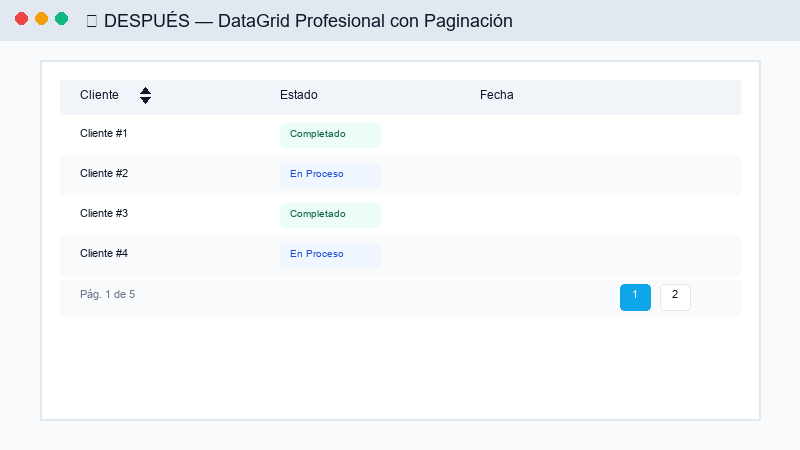 DESPUÉS — DataGrid Profesional con Paginación
Cliente Estado Fecha
Cliente #1 Completado
Cliente #2 En Proceso
Cliente #3 Completado
Cliente #4 En Proceso
Pág. 1 de 5 1 2